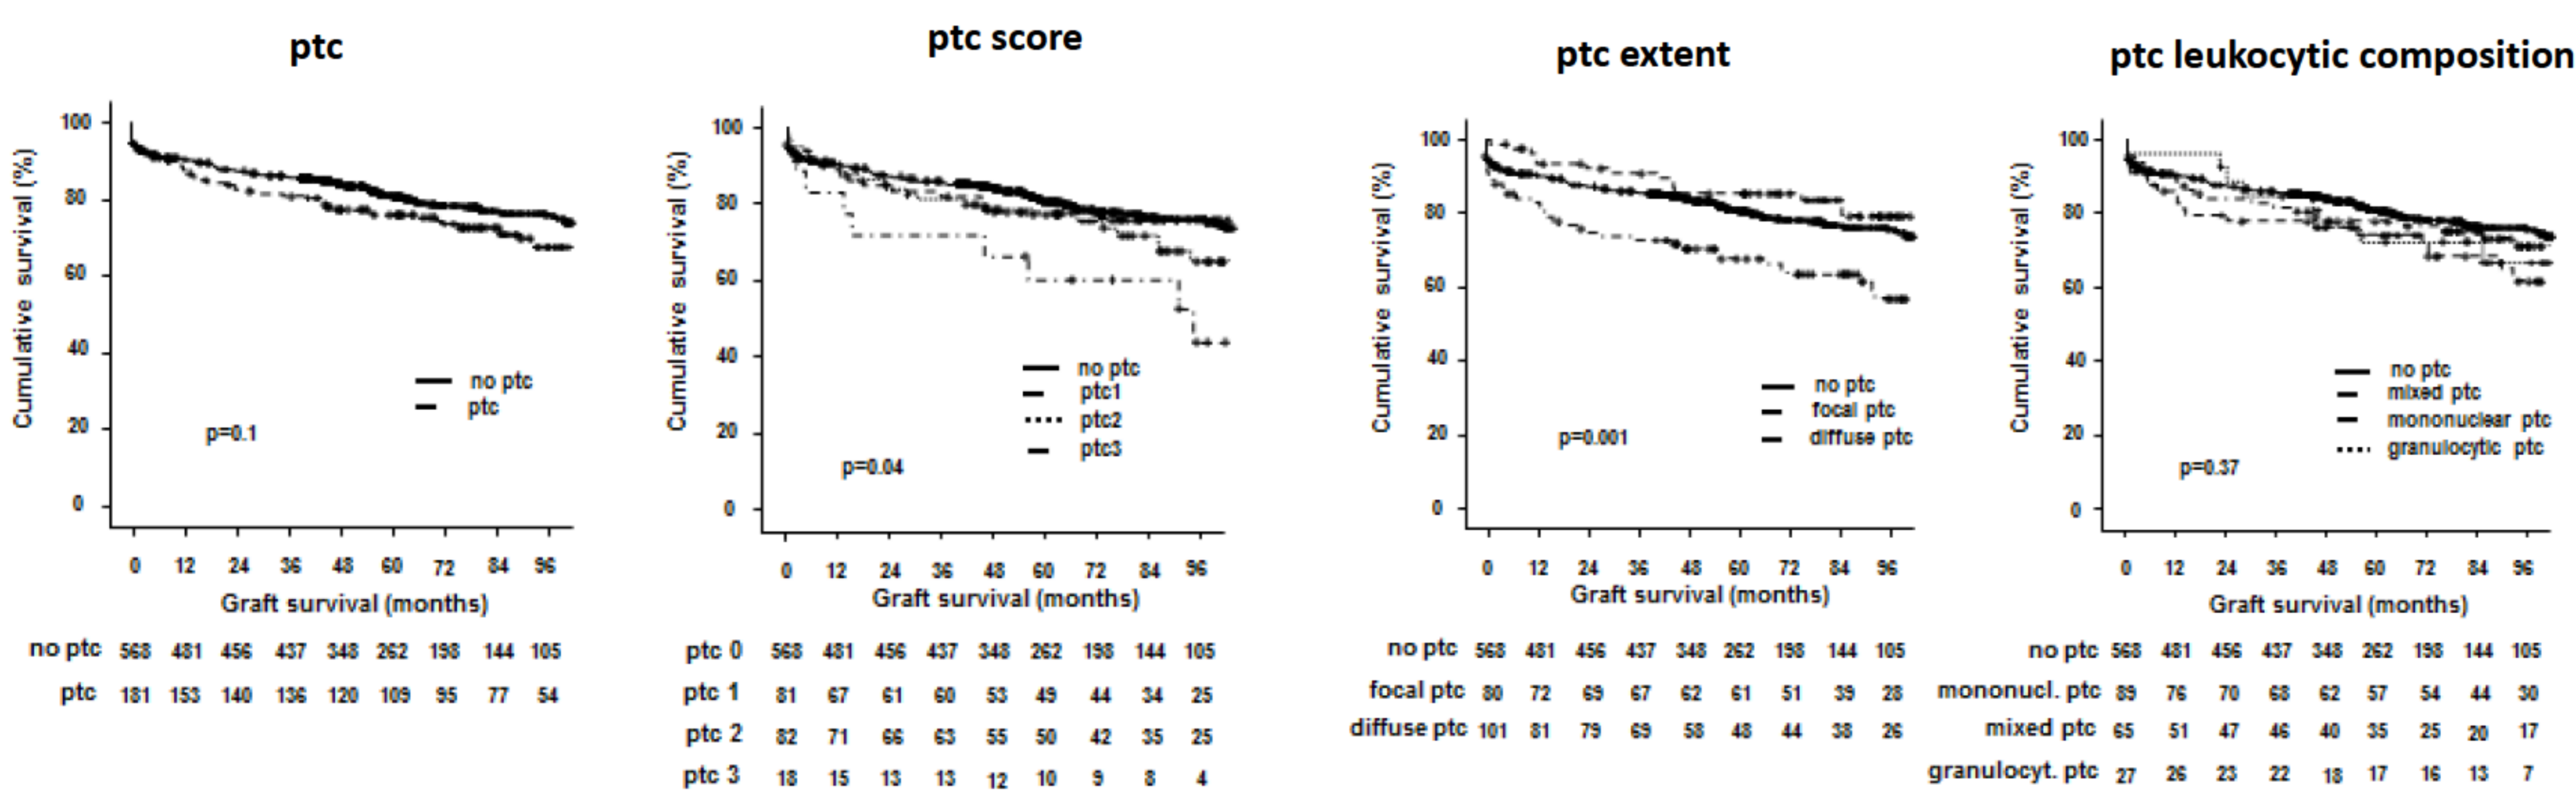 ptc
Cumulative survival (%)
100
80
60
40
20
0
no ptc
ptc
p=0.1
0 12 24 36 48 60 72 84 96
Graft survival (months)
no ptc 568 481 456 437 348 262 198 144 105
ptc 181 153 140 136 120 109 95 77 54
ptc score
Cumulative survival (%)
100
80
60
40
20
0
no ptc
ptc1
ptc2
ptc3
p=0.04
0 12 24 36 48 60 72 84 96
Graft survival (months)
ptc 0 568 481 456 437 348 262 198 144 105
ptc 1 81 67 61 60 53 49 44 34 25
ptc 2 82 71 66 63 55 50 42 35 25
ptc 3 18 15 13 13 12 10 9 8 4
ptc extent
Cumulative survival (%)
100
80
60
40
20
0
no ptc
focal ptc
diffuse ptc
p=0.001
0 12 24 36 48 60 72 84 96
Graft survival (months)
no ptc 568 481 456 437 348 262 198 144 105
focal ptc 80 72 69 67 62 61 51 39 28
diffuse ptc 101 81 79 69 58 48 44 38 26
ptc leukocytic composition
Cumulative survival (%)
100
80
60
40
20
0
no ptc
mixed ptc
mononuclear ptc
granulocytic ptc
p=0.37
0 12 24 36 48 60 72 84 96
Graft survival (months)
no ptc 568 481 456 437 348 262 198 144 105
mononucl. ptc 89 76 70 68 62 57 54 44 30
mixed ptc 65 51 47 46 40 35 25 20 17
granulocyt. ptc 27 26 23 22 18 17 16 13 7